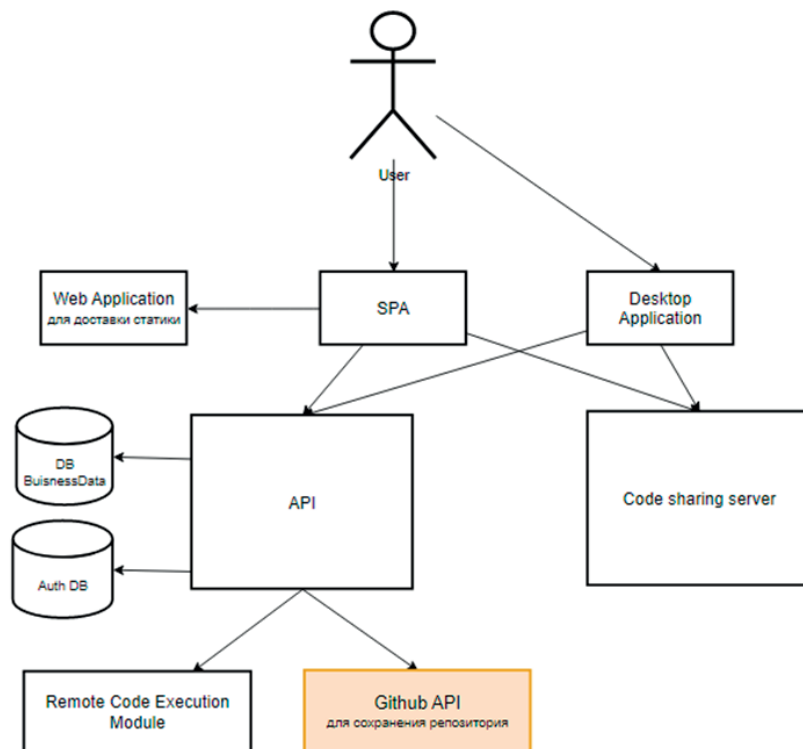 User
Web Application
для доставки статики
SPA
Desktop
Application
DB
BuisnessData
API
Code sharing server
Auth DB
Remote Code Execution
Module
Github API
для сохранения репозитория